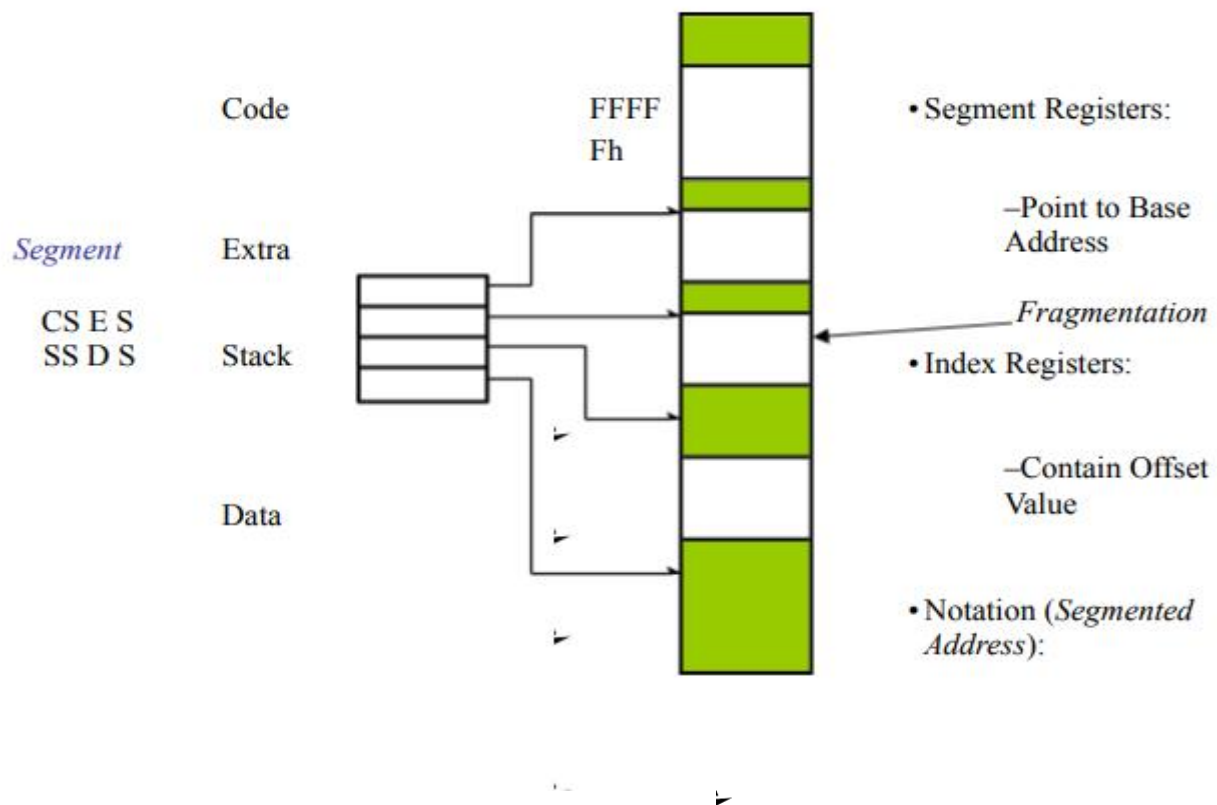 Code
FFFF
Fh
• Segment Registers:
–Point to Base
Address
Segment
Extra
Fragmentation
CS E S
SS D S
Stack
• Index Registers:
–Contain Offset
Value
Data
• Notation (Segmented
Address):